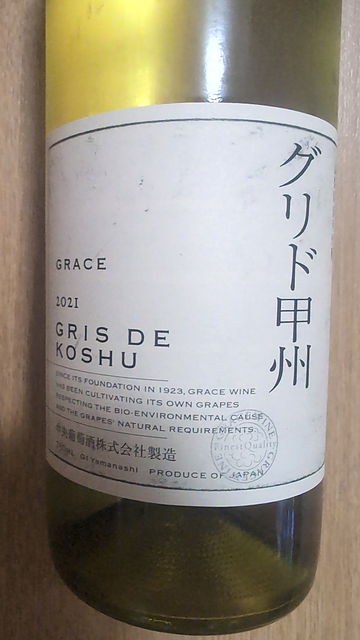 グリド甲州
GRACE
2021
GRIS DE
KOSHU
SINCE ITS FOUNDATION IN 1923, GRACE WINE
HAS BEEN CULTIVATING ITS OWN GRAPES
RESPECTING THE BIO-ENVIRONMENTAL CAUSE
AND THE GRAPES' NATURAL REQUIREMENTS.
中央葡萄酒株式会社製造
GI Yamanashi PRODUCE OF JAPAN
Finest Quality